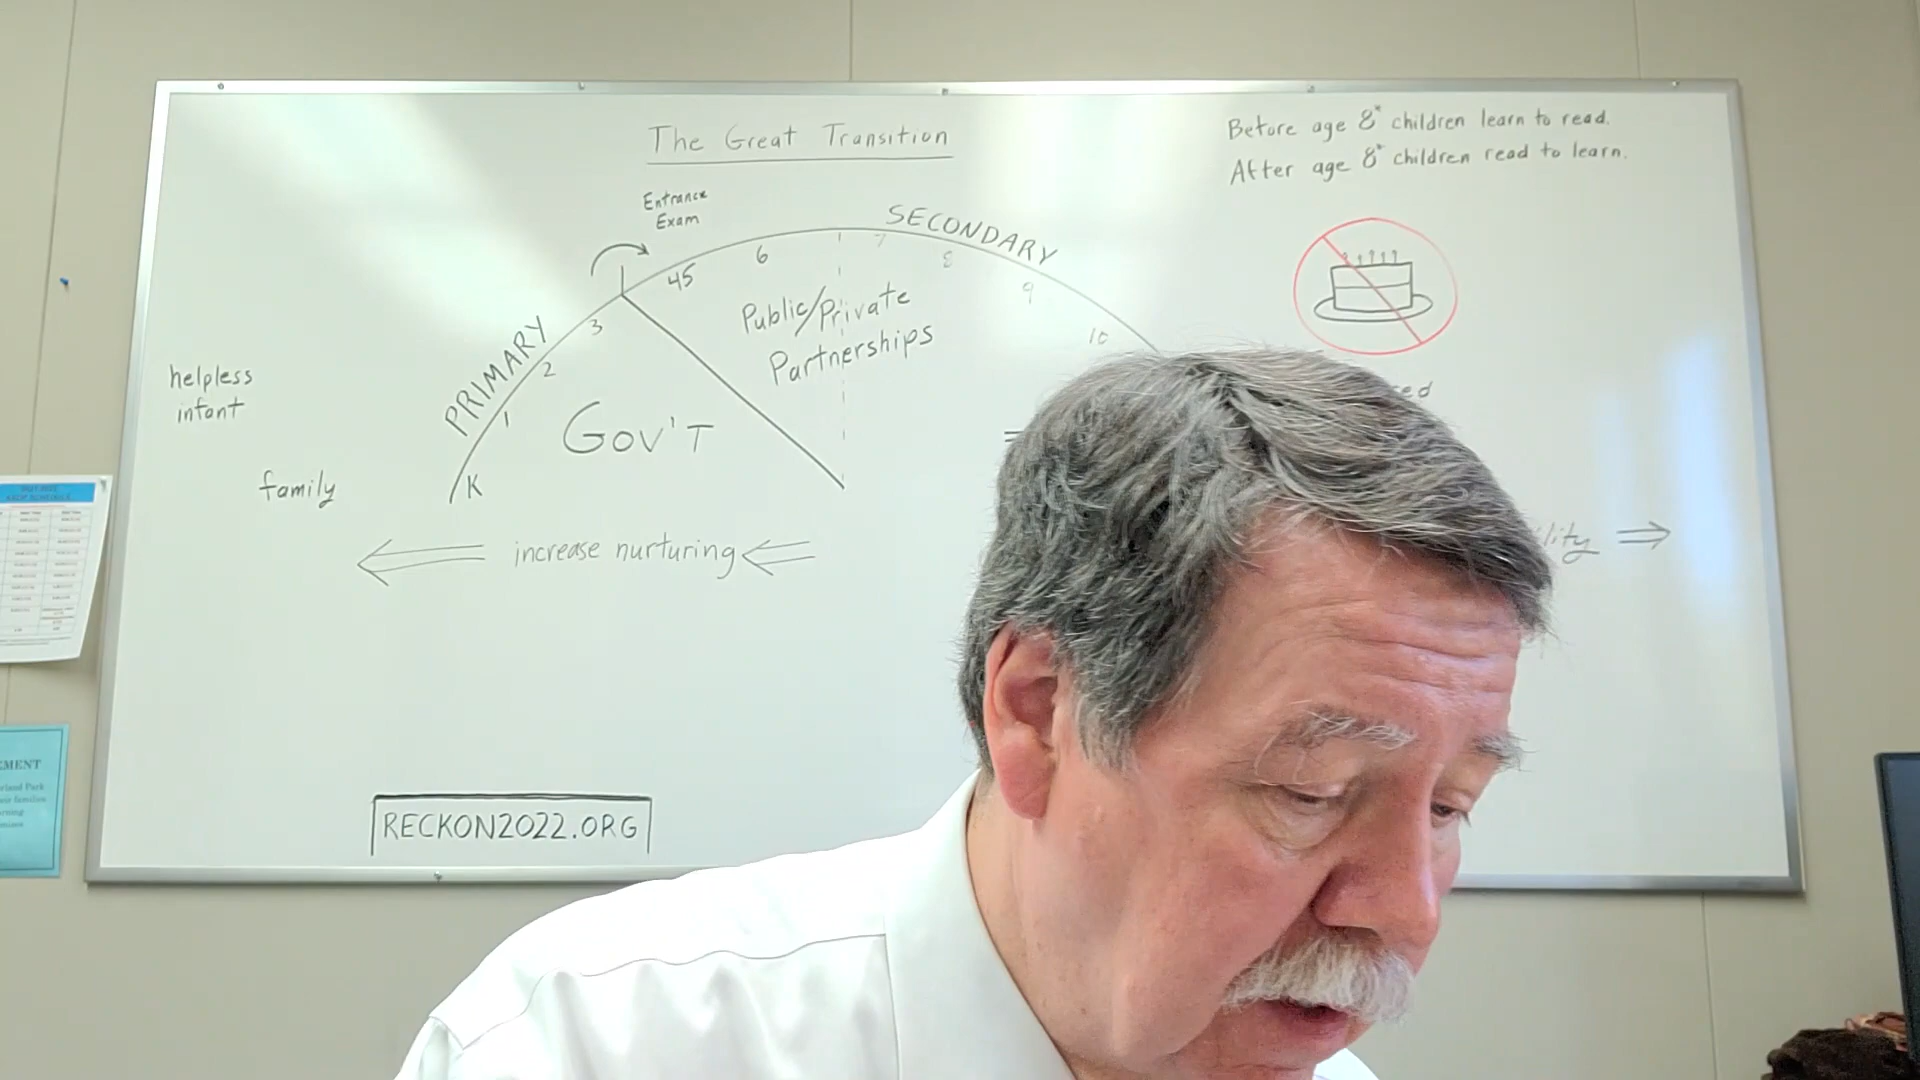 The Great Transition
Before age 8* children learn to read.
After age 8* children read to learn.
Entrance
Exam
PRIMARY
SECONDARY
K
1
2
3
45
6
7
8
9
10
Public/Private
Partnerships
GOV'T
helpless
infant
family
increase nurturing
RECKON2022.ORG